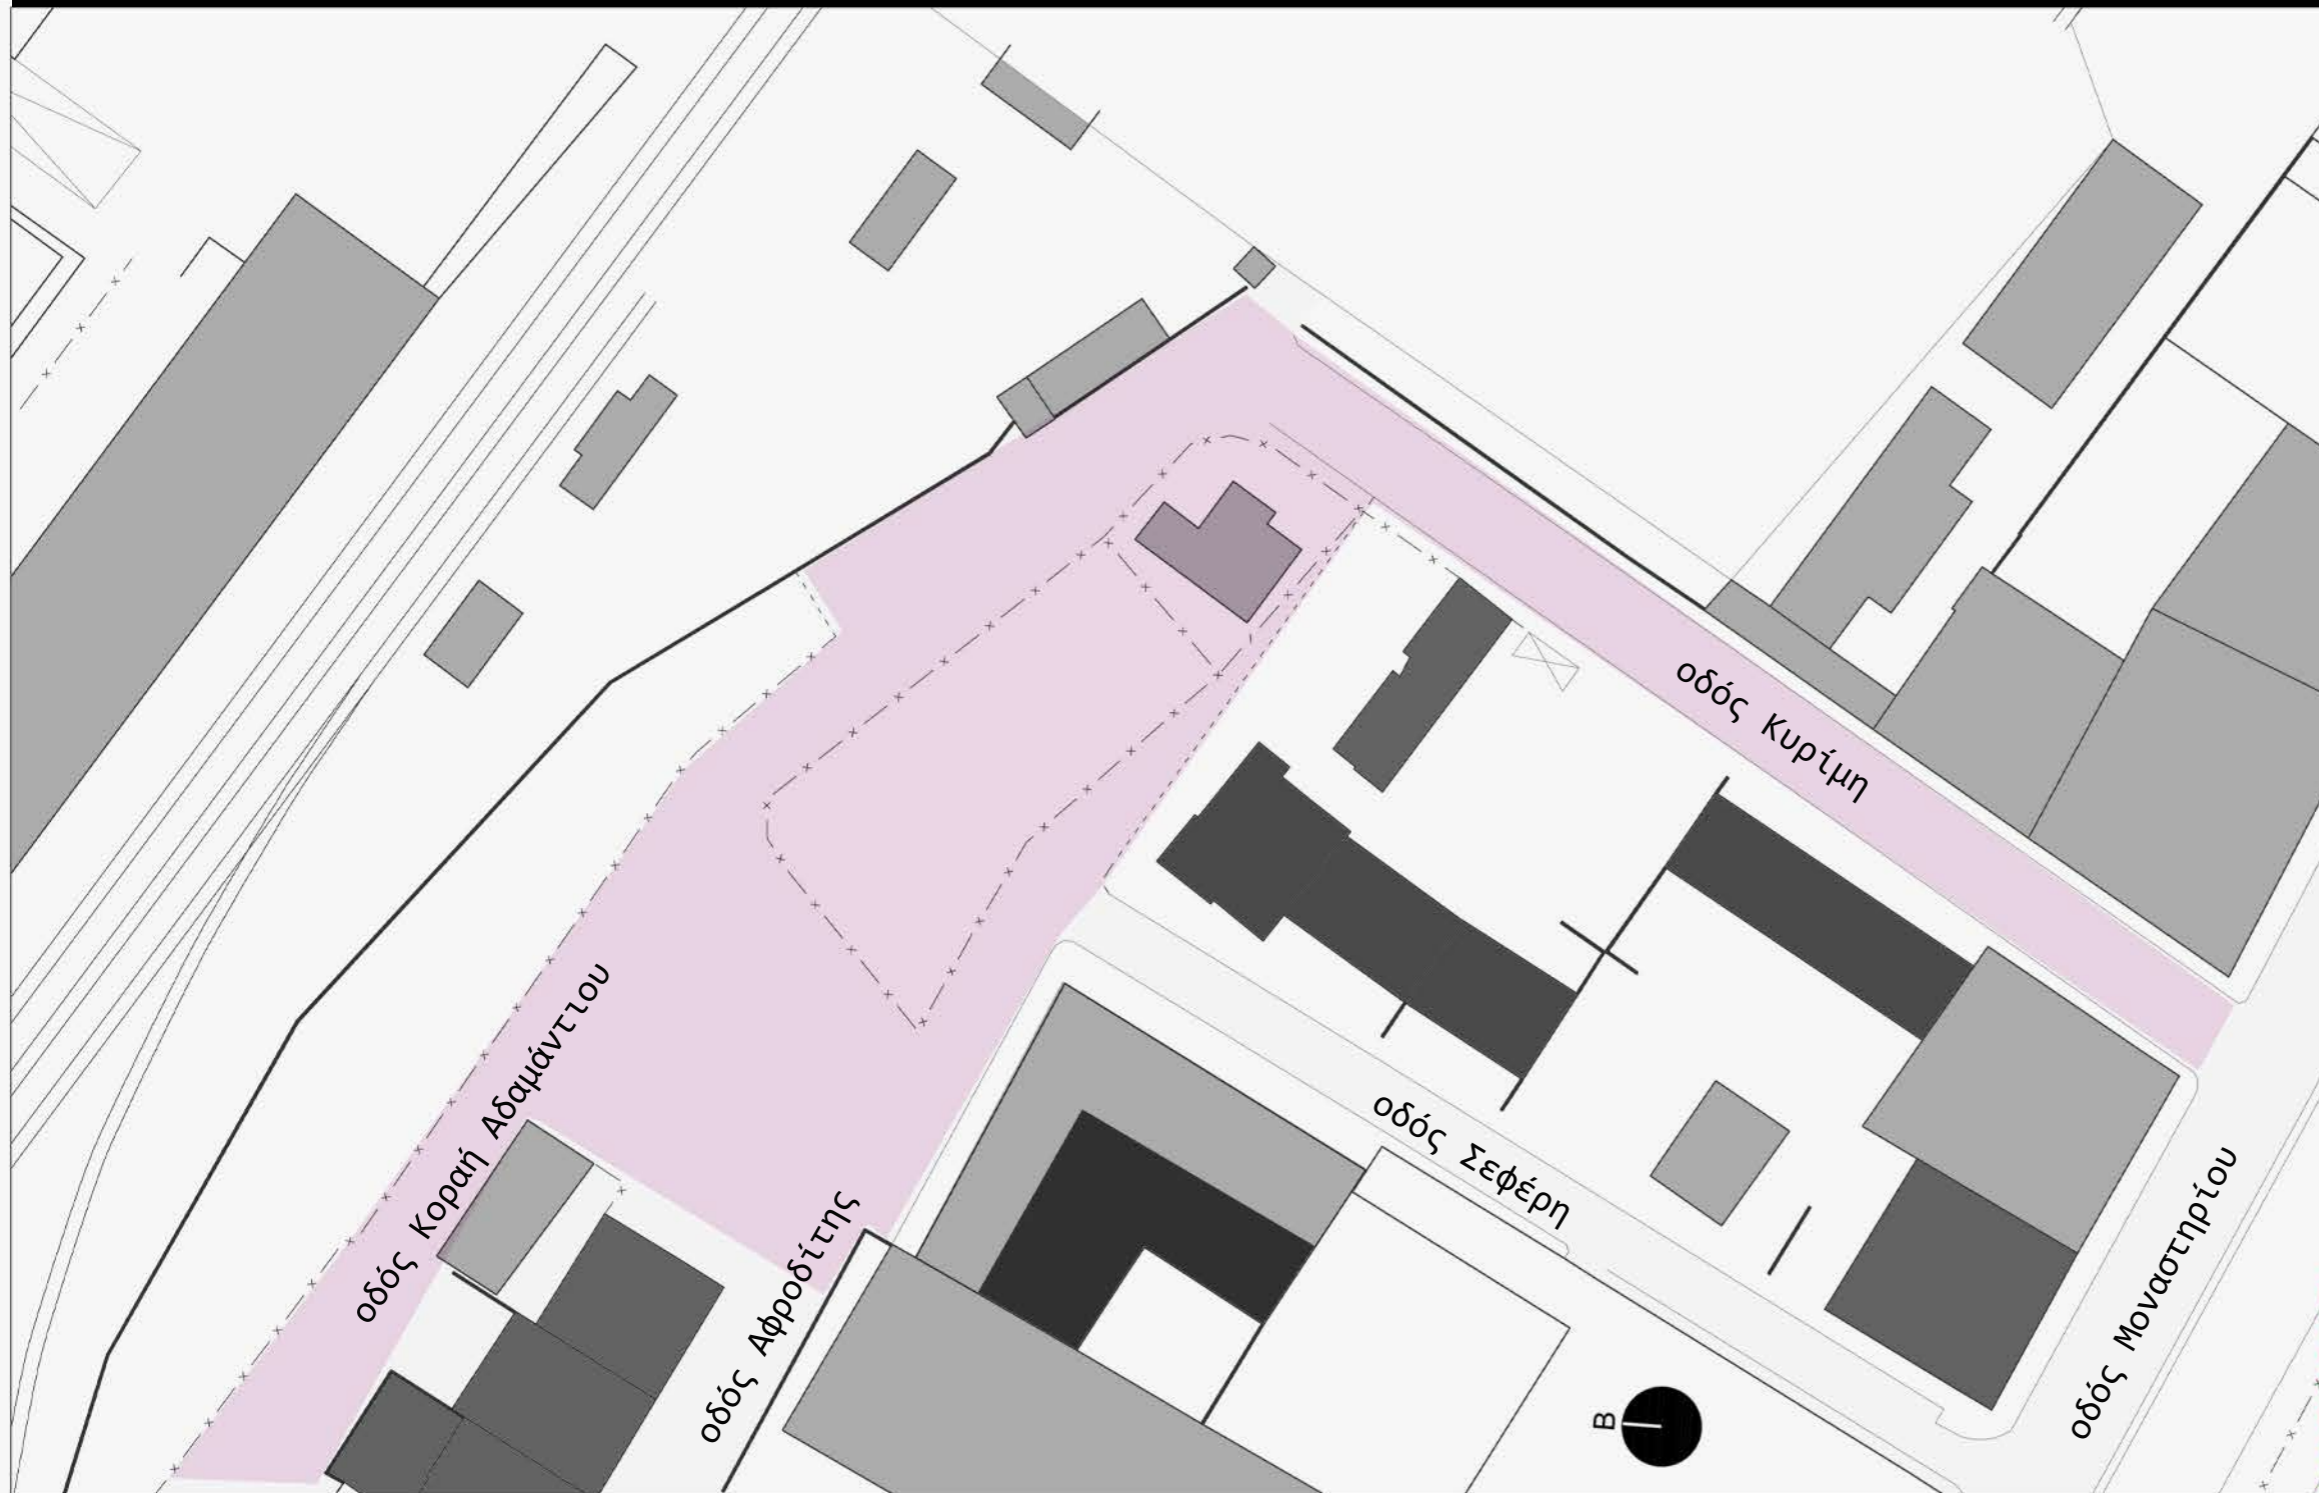 οδός Κυρίμη
οδός Κοραή Αδαμάντιου
οδός Σεφέρη
οδός Αφροδίτης
οδός Μοναστηρίου
Β